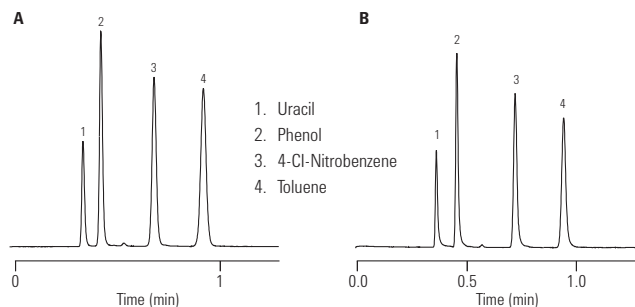 A
1
2
3
4
0
1
Time (min)
1. Uracil
2. Phenol
3. 4-Cl-Nitrobenzene
4. Toluene
B
1
2
3
4
0.0
0.5
1.0
Time (min)